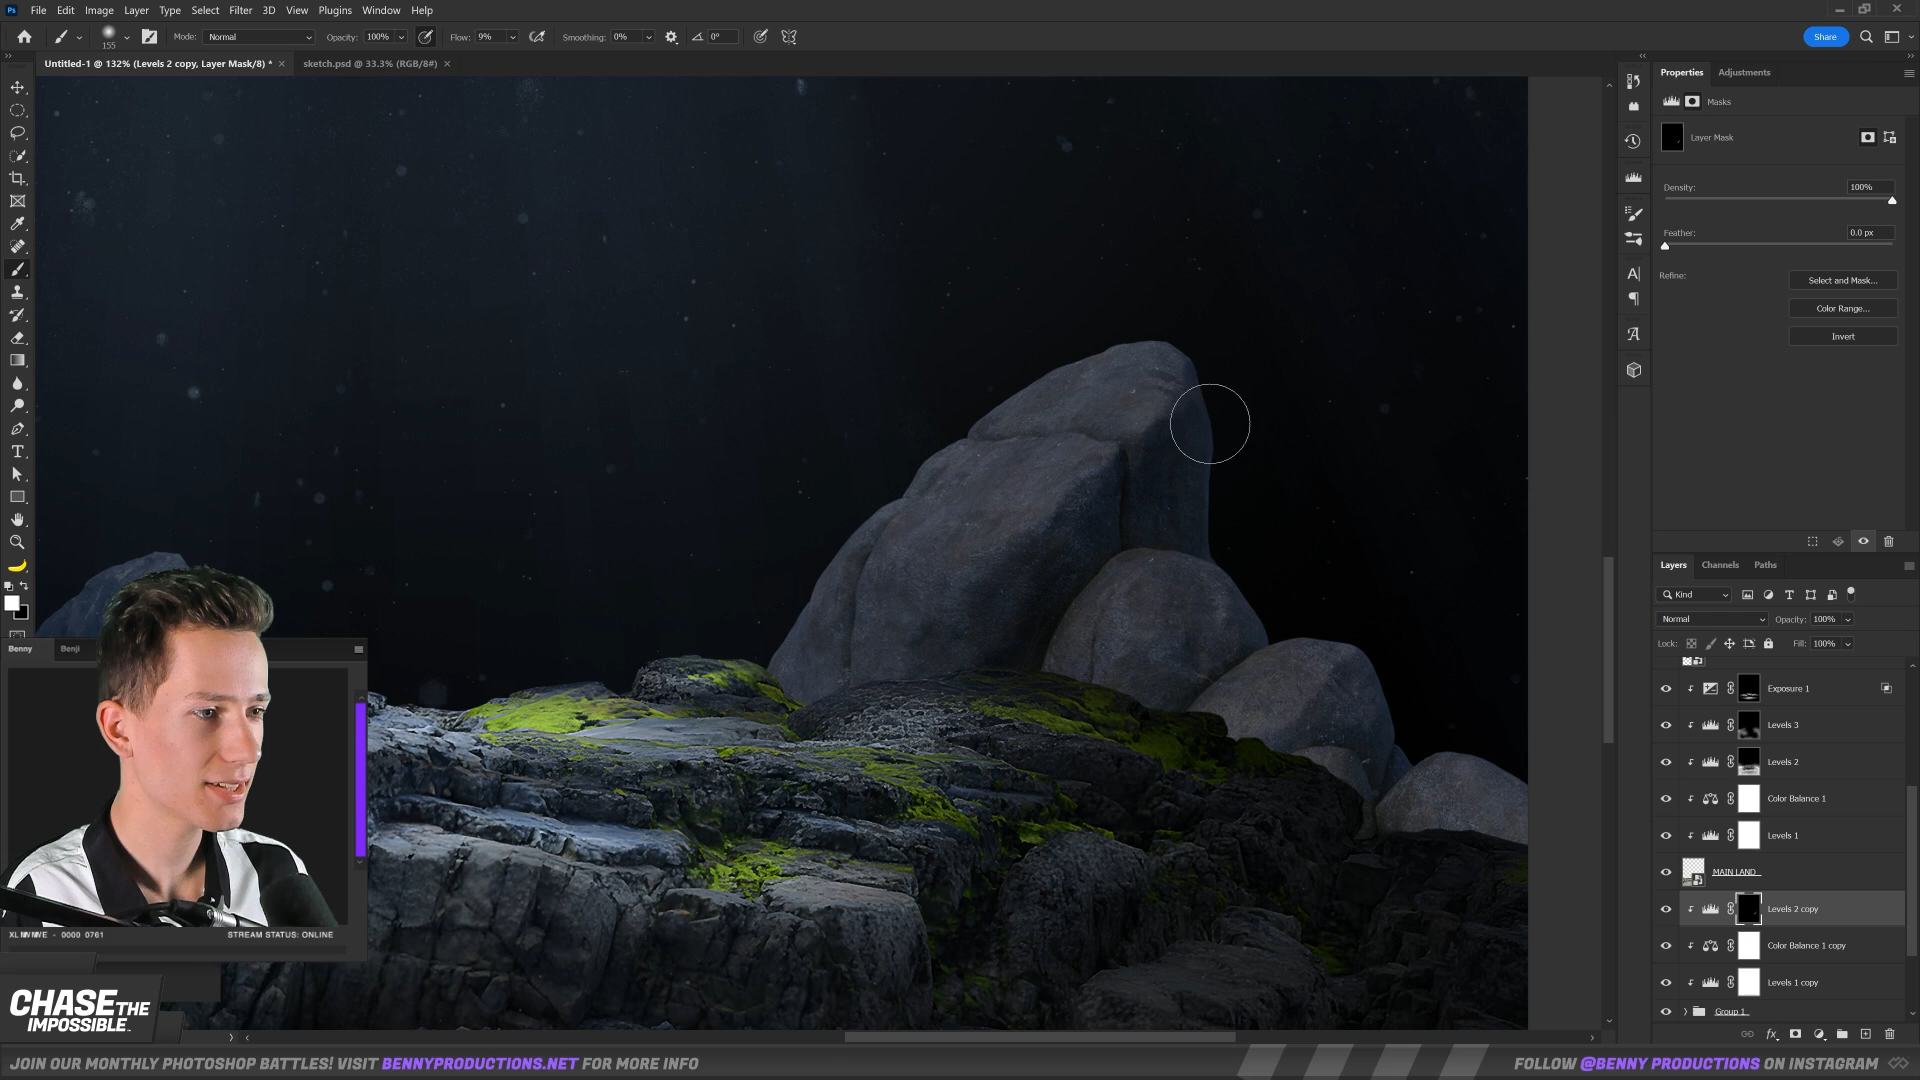 Ps File Edit Image Layer Type Select Filter 3D View Plugins Window Help
155 Mode: Normal Opacity: 100% Flow: 9% Smoothing: 0% 0° Share
Untitled-1 @ 132% (Levels 2 copy, Layer Mask/8) * × sketch.psd @ 33.3% (RGB/8#) ×
Properties Adjustments
Masks
Layer Mask
Density: 100%
Feather: 0.0 px
Refine: Select and Mask...
Color Range...
Invert
Layers Channels Paths
Kind
Normal Opacity: 100%
Lock: Fill: 100%
Exposure 1
Levels 3
Levels 2
Color Balance 1
Levels 1
MAIN LAND
Levels 2 copy
Color Balance 1 copy
Levels 1 copy
Group 1
Benny Benji
- 0000 0761 STREAM STATUS: ONLINE
CHASE THE
IMPOSSIBLE.
JOIN OUR MONTHLY PHOTOSHOP BATTLES! VISIT BENNYPRODUCTIONS.NET FOR MORE INFO
FOLLOW @BENNY PRODUCTIONS ON INSTAGRAM